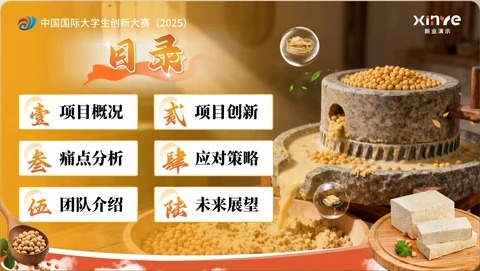 中国国际大学生创新大赛（2025）
xinye
新业演示
目录
壹 项目概况
贰 项目创新
叁 痛点分析
肆 应对策略
伍 团队介绍
陆 未来展望